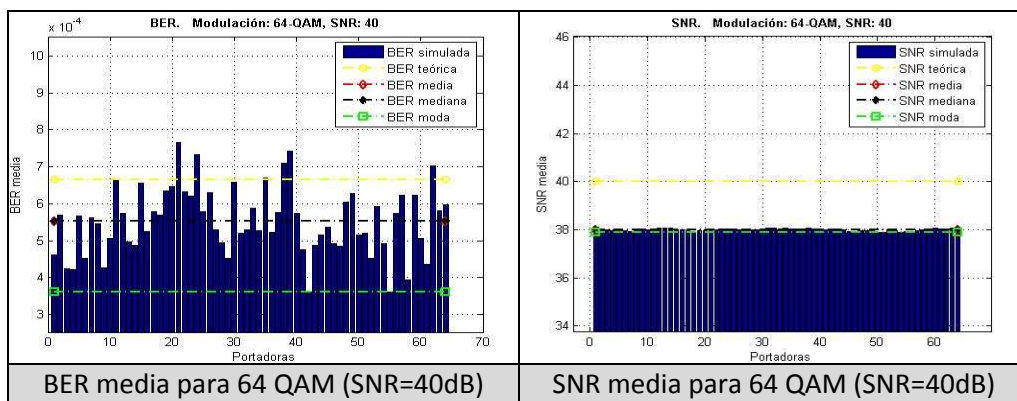 BER. Modulación: 64-QAM, SNR: 40
x 10⁻⁴
BER media
10
9
8
7
6
5
4
3
0 10 20 30 40 50 60 70
Portadoras
BER simulada
BER teórica
BER media
BER mediana
BER moda
SNR. Modulación: 64-QAM, SNR: 40
SNR media
46
44
42
40
38
36
34
0 10 20 30 40 50 60
Portadoras
SNR simulada
SNR teórica
SNR media
SNR mediana
SNR moda
BER media para 64 QAM (SNR=40dB)
SNR media para 64 QAM (SNR=40dB)